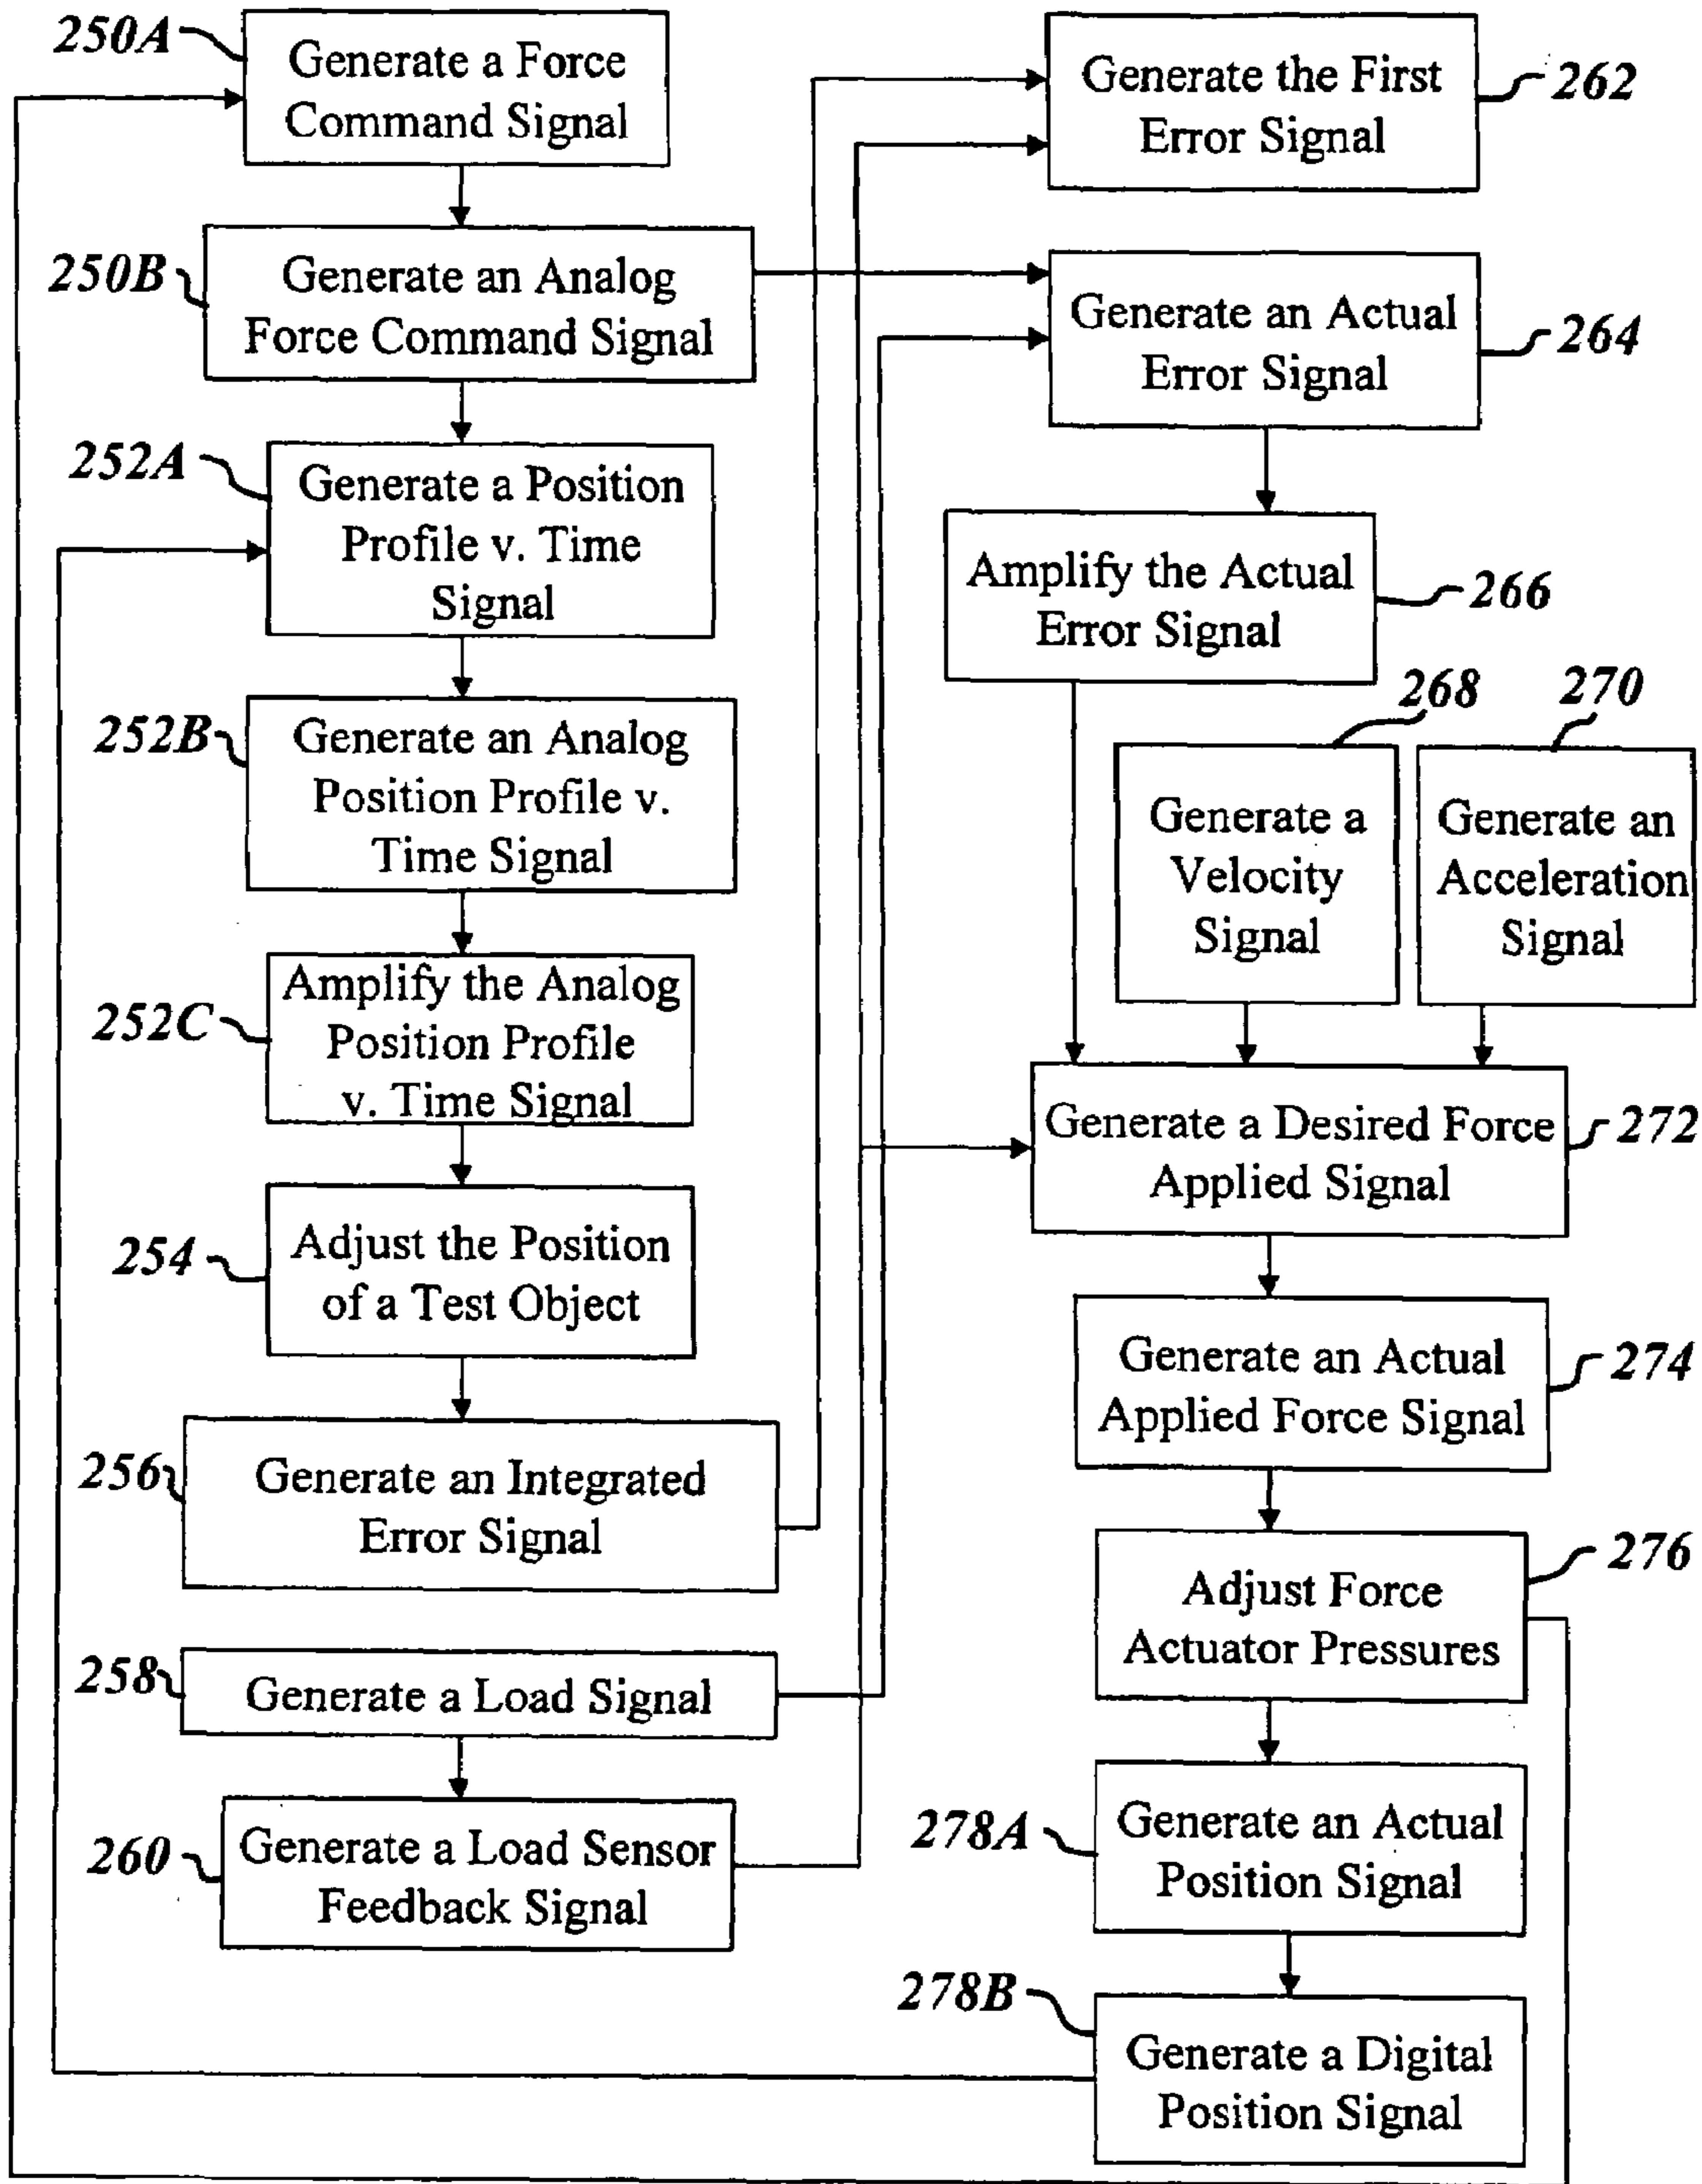 250A
Generate a Force
Command Signal
250B
Generate an Analog
Force Command Signal
252A
Generate a Position
Profile v. Time
Signal
252B
Generate an Analog
Position Profile v.
Time Signal
252C
Amplify the Analog
Position Profile
v. Time Signal
254
Adjust the Position
of a Test Object
256
Generate an Integrated
Error Signal
258
Generate a Load Signal
260
Generate a Load Sensor
Feedback Signal
Generate the First
Error Signal
262
Generate an Actual
Error Signal
264
Amplify the Actual
Error Signal
266
268
Generate a
Velocity
Signal
270
Generate an
Acceleration
Signal
Generate a Desired Force
Applied Signal
272
Generate an Actual
Applied Force Signal
274
Adjust Force
Actuator Pressures
276
278A
Generate an Actual
Position Signal
278B
Generate a Digital
Position Signal